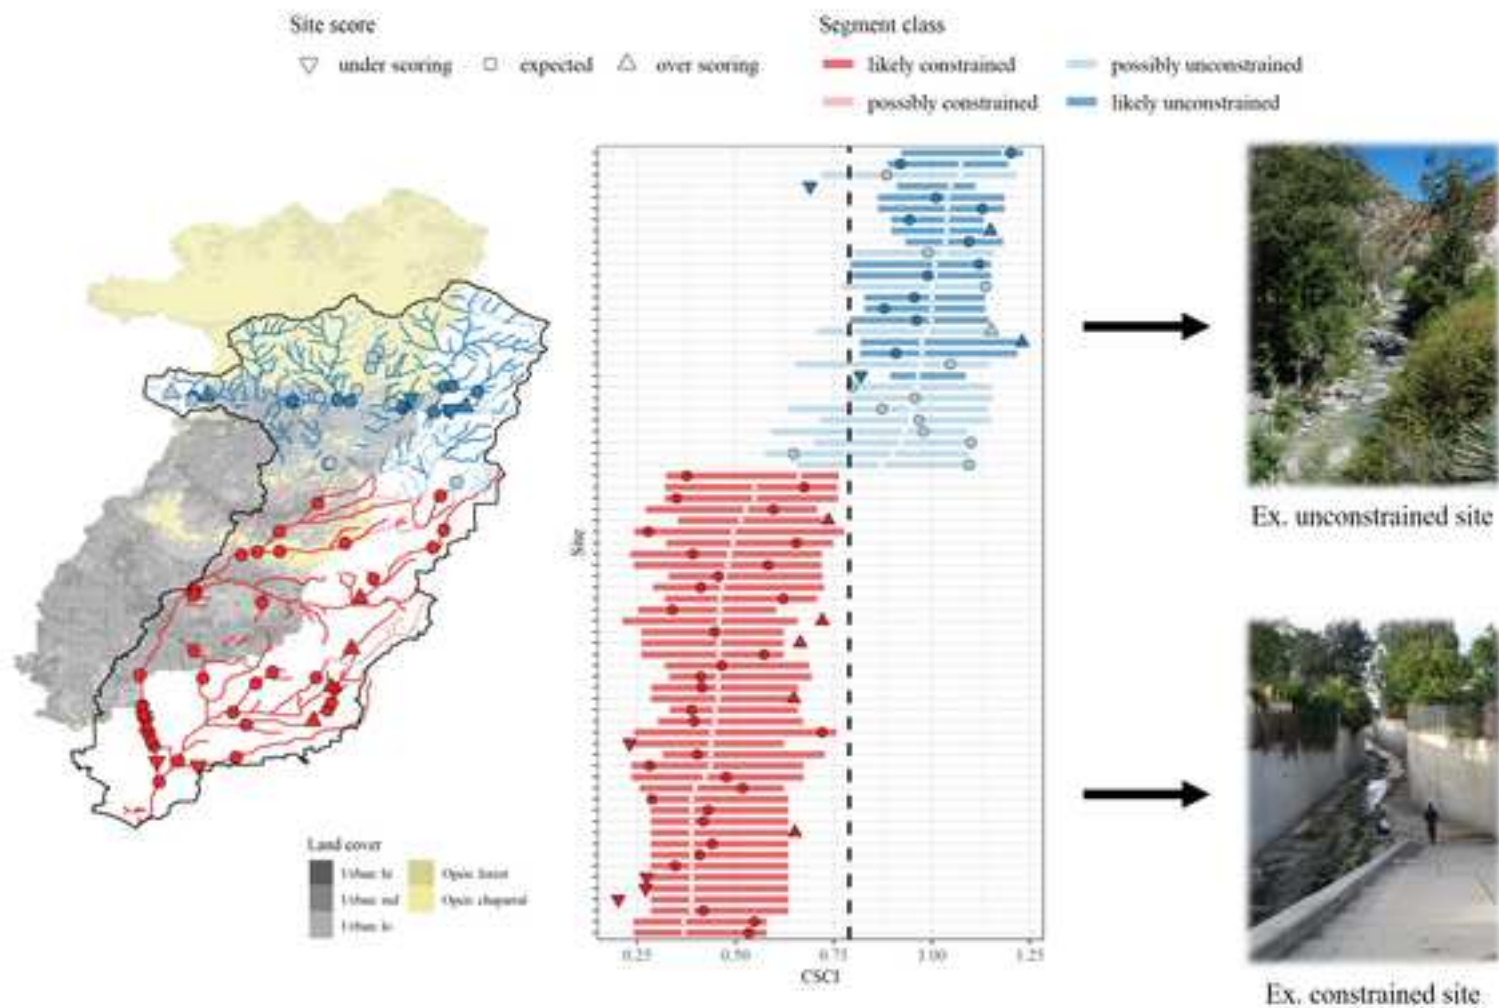 Site score
under scoring expected over scoring
Segment class
likely constrained possibly unconstrained
possibly constrained likely unconstrained
Ex. unconstrained site
Site
Land cover
Urban: hi Open: forest
Urban: md Open: chaparral
Urban: lo
0.25 0.50 0.75 1.00 1.25
CSCI
Ex. constrained site